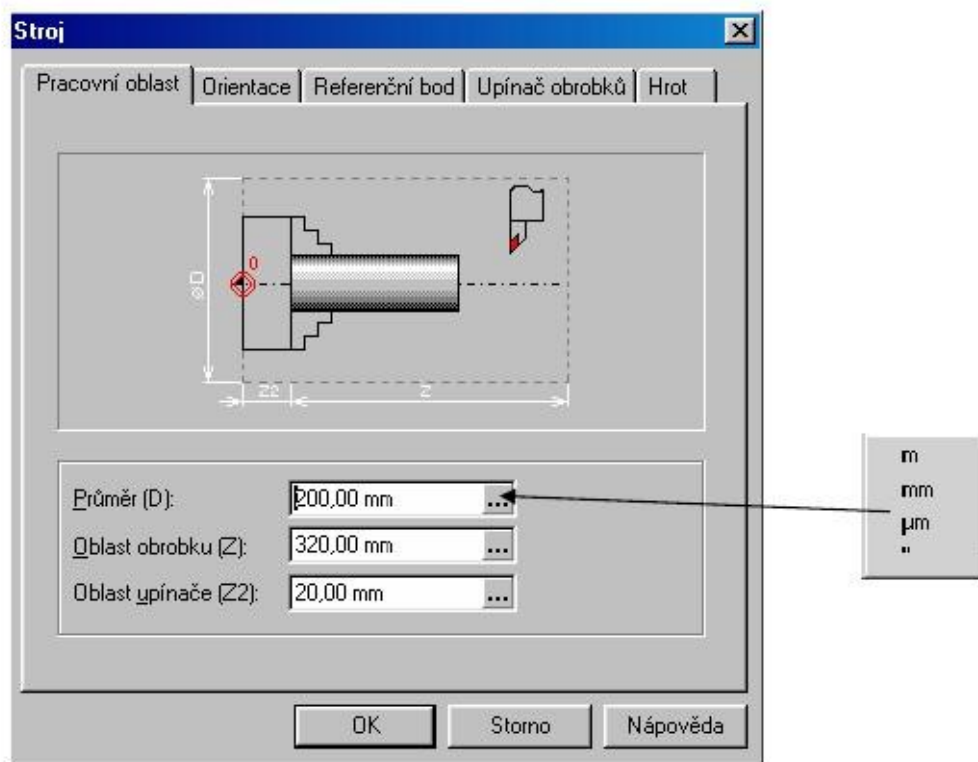 Stroj
Pracovní oblast Orientace Referenční bod Upínač obrobků Hrot
0
øD
Z2 Z
Průměr (D): 200,00 mm ...
Oblast obrobku (Z): 320,00 mm ...
Oblast upínače (Z2): 20,00 mm ...
m
mm
µm
"
OK Storno Nápověda